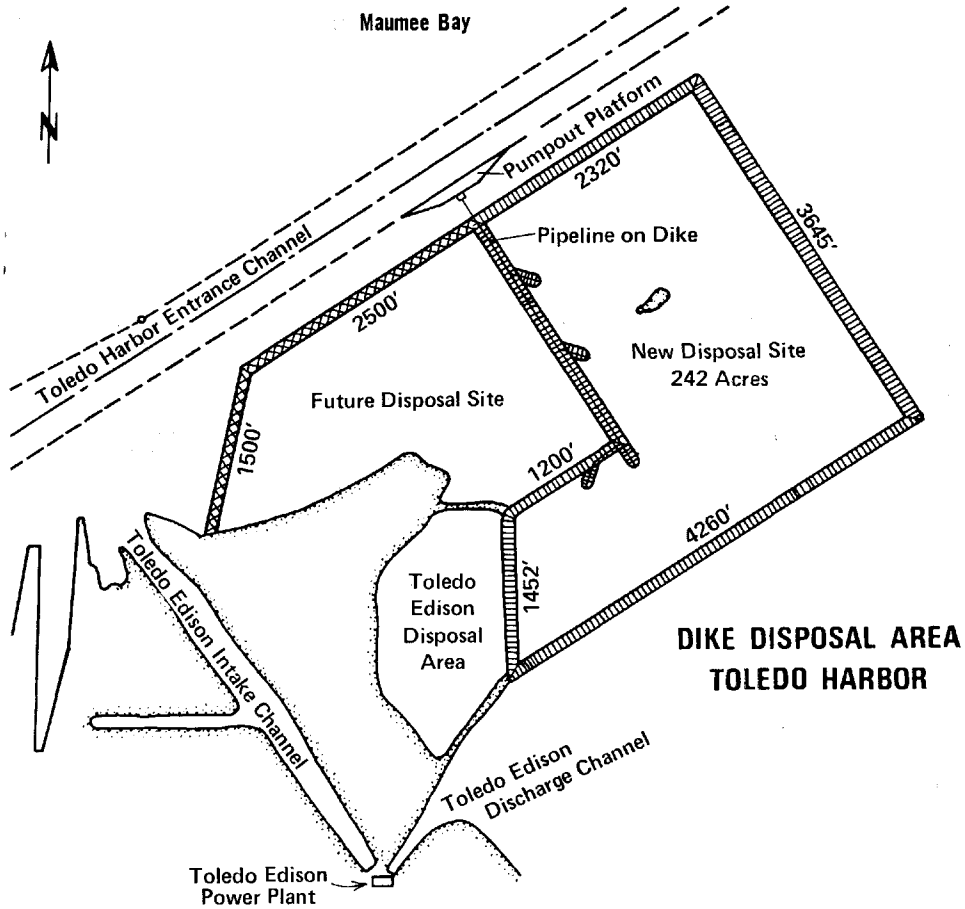 Maumee Bay
N
Pumpout Platform
2320'
3645'
Toledo Harbor Entrance Channel
Pipeline on Dike
2500'
New Disposal Site
242 Acres
Future Disposal Site
1500'
1200'
4260'
1452'
Toledo
Edison
Disposal
Area
Toledo Edison Intake Channel
DIKE DISPOSAL AREA
TOLEDO HARBOR
Toledo Edison
Discharge Channel
Toledo Edison
Power Plant